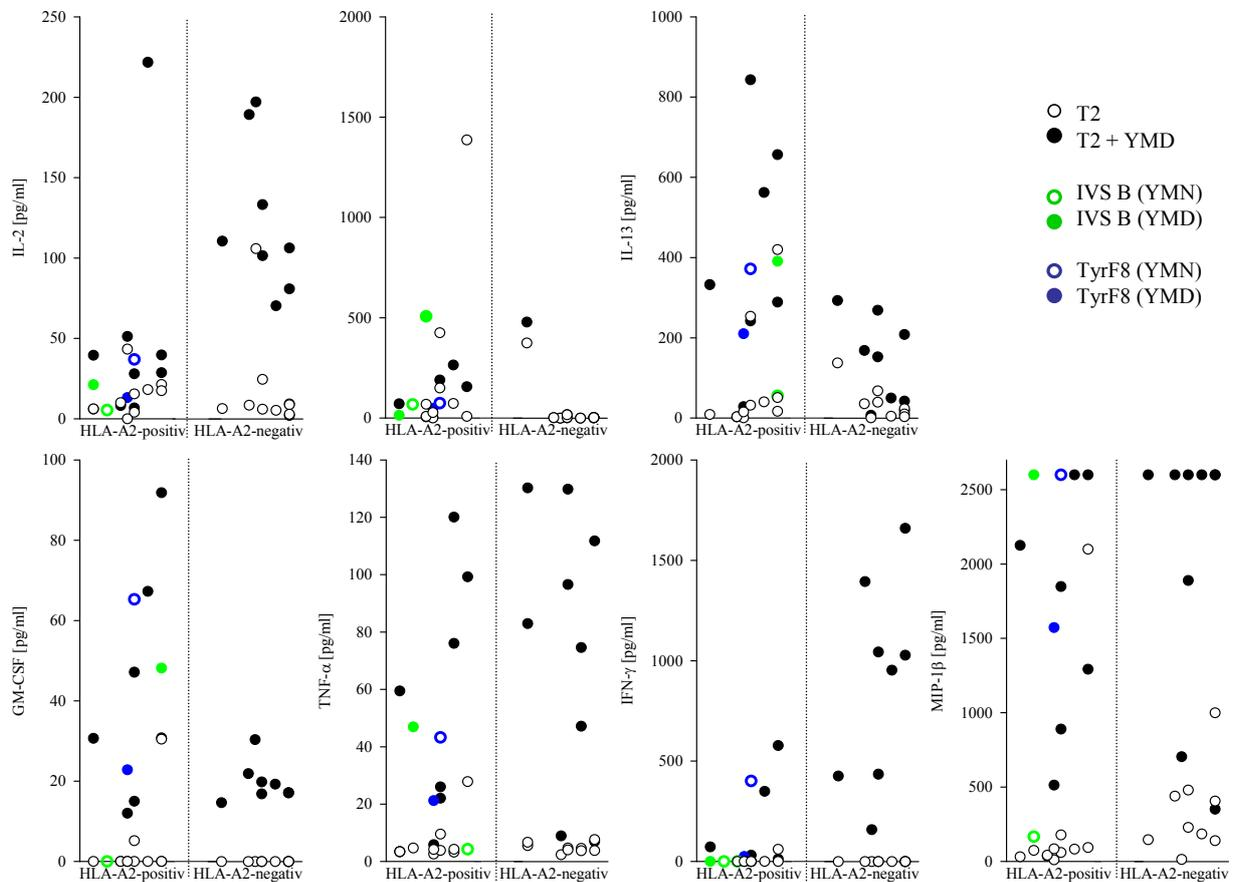 IL-2 [pg/ml]
250
200
150
100
50
0
HLA-A2-positiv
HLA-A2-negativ
2000
1500
1000
500
0
HLA-A2-positiv
HLA-A2-negativ
IL-13 [pg/ml]
1000
800
600
400
200
0
HLA-A2-positiv
HLA-A2-negativ
T2
T2 + YMD
IVS B (YMN)
IVS B (YMD)
TyrF8 (YMN)
TyrF8 (YMD)
GM-CSF [pg/ml]
100
80
60
40
20
0
HLA-A2-positiv
HLA-A2-negativ
TNF-α [pg/ml]
140
120
100
80
60
40
20
0
HLA-A2-positiv
HLA-A2-negativ
IFN-γ [pg/ml]
2000
1500
1000
500
0
HLA-A2-positiv
HLA-A2-negativ
MIP-1β [pg/ml]
2500
2000
1500
1000
500
0
HLA-A2-positiv
HLA-A2-negativ